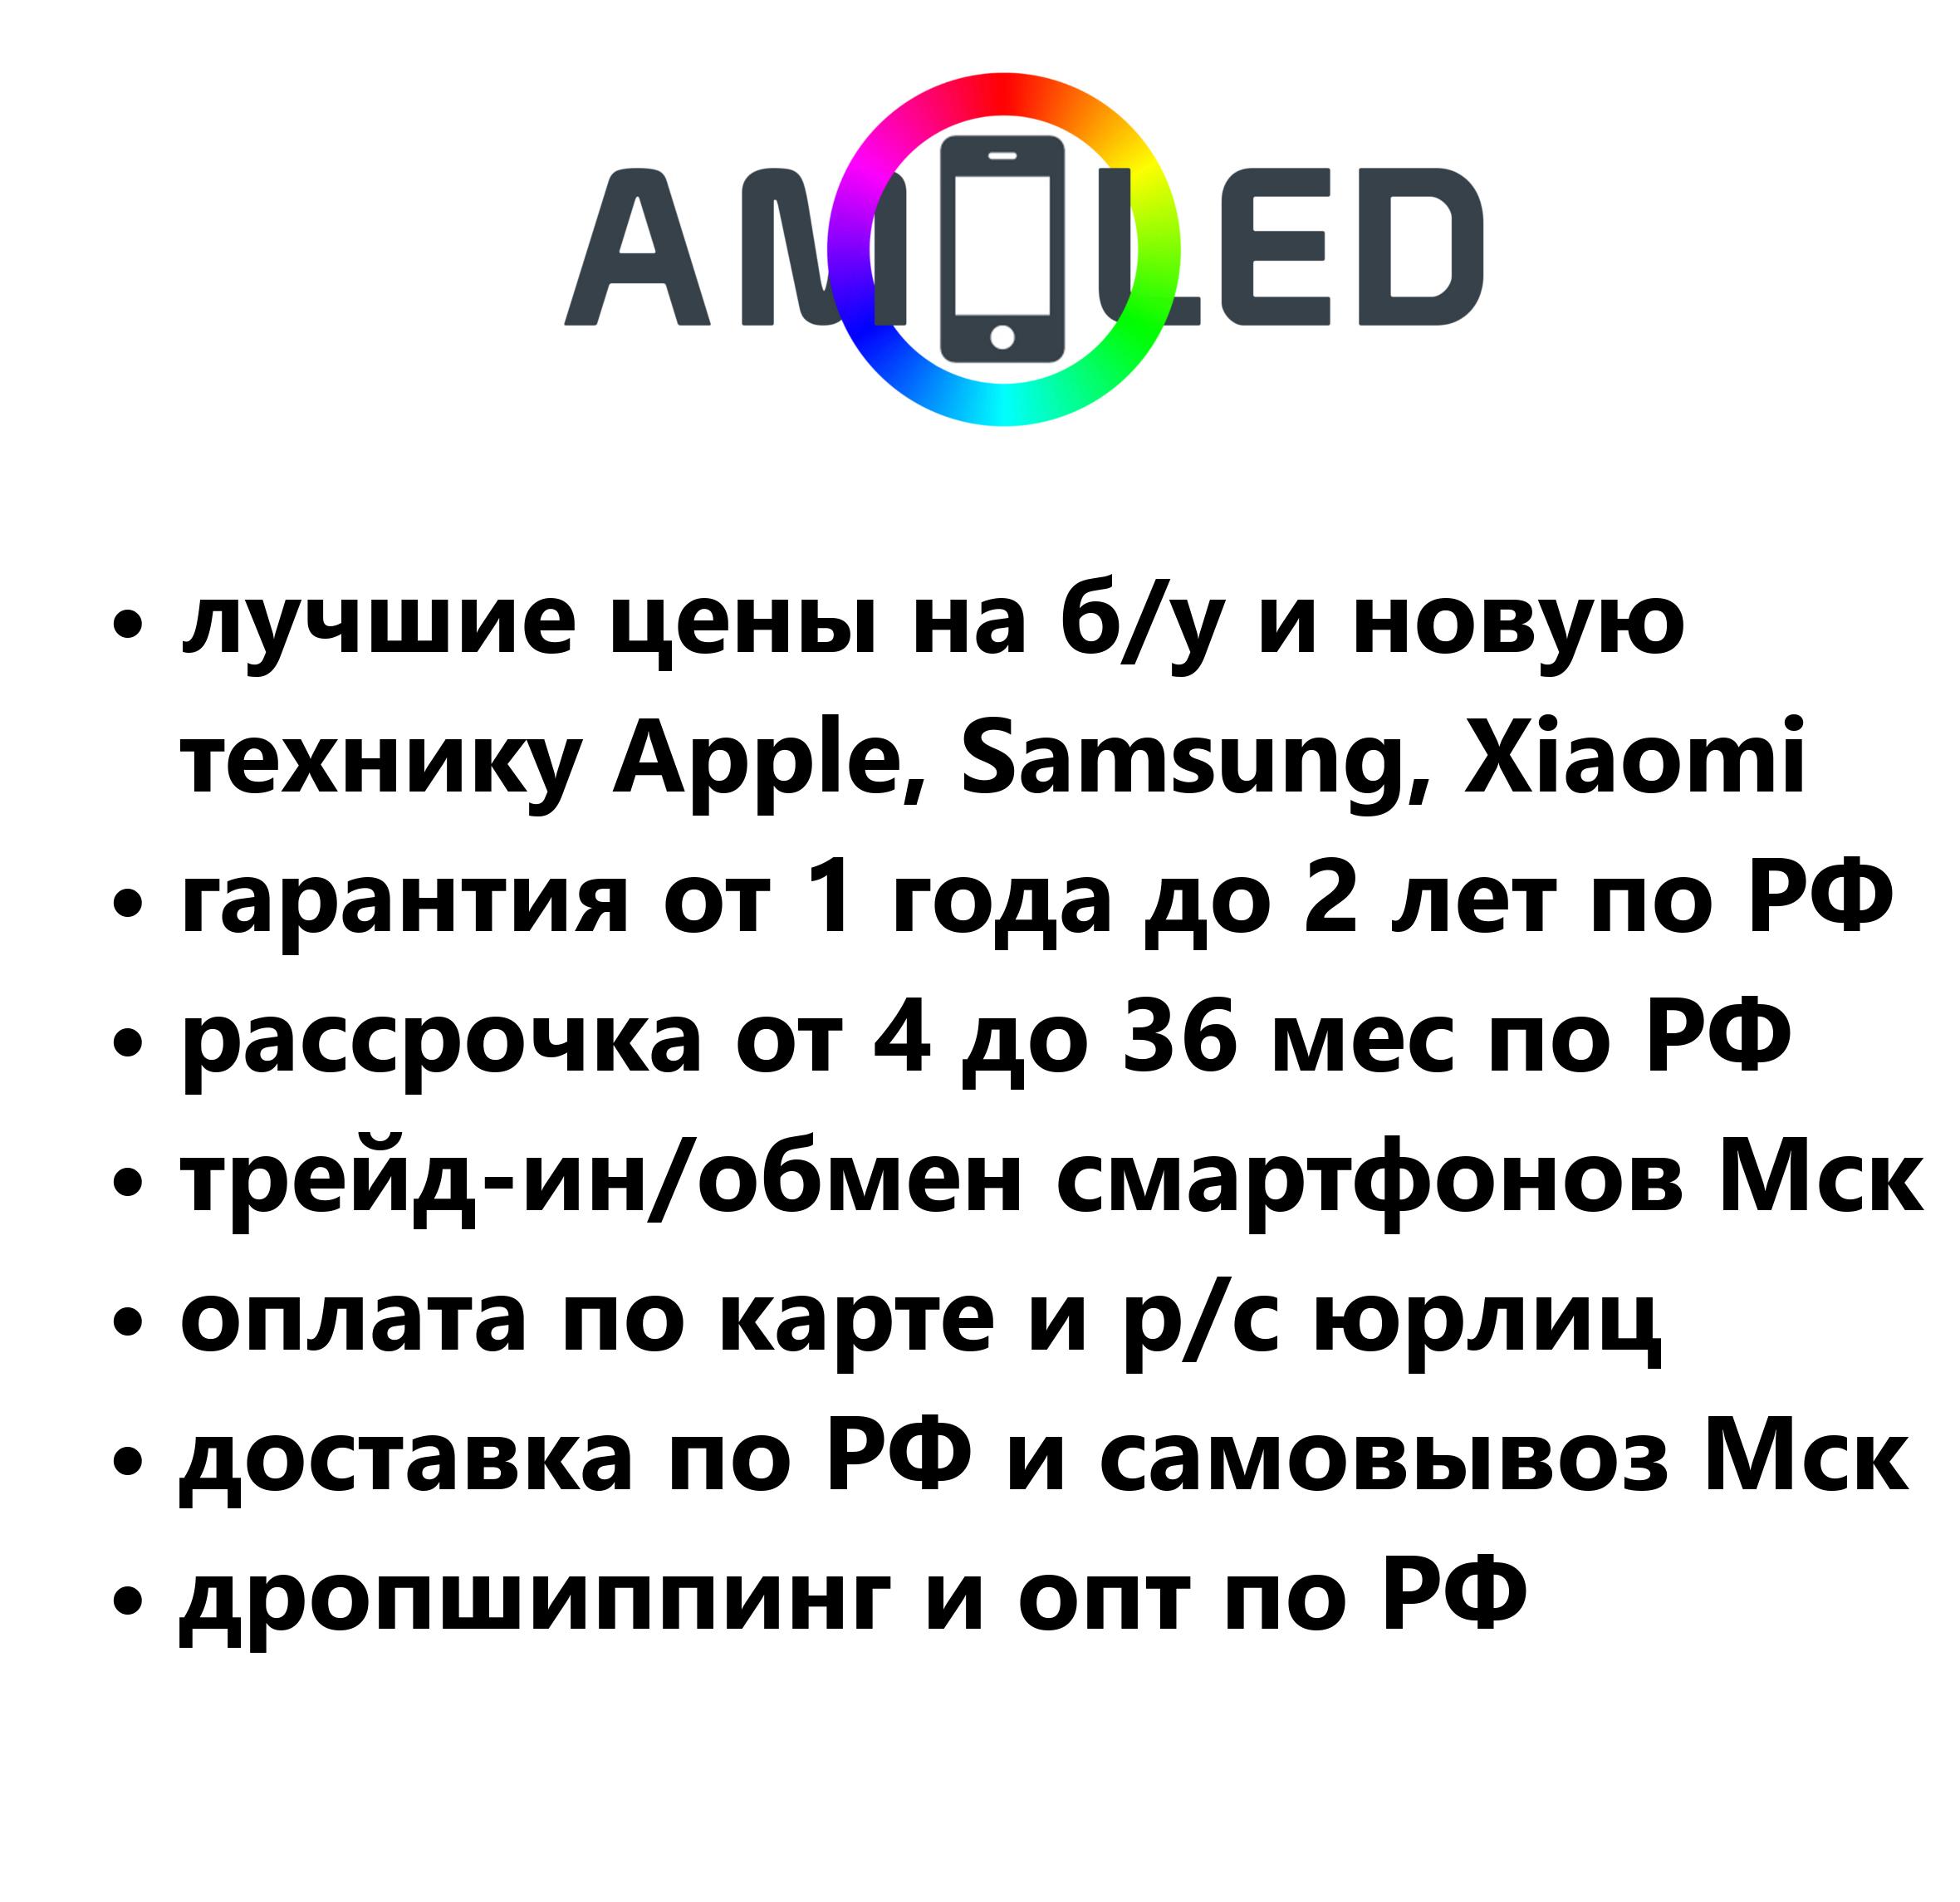 AMOLED
• лучшие цены на б/у и новую
технику Apple, Samsung, Xiaomi
• гарантия от 1 года до 2 лет по РФ
• рассрочка от 4 до 36 мес по РФ
• трейд-ин/обмен смартфонов Мск
• оплата по карте и р/с юрлиц
• доставка по РФ и самовывоз Мск
• дропшиппинг и опт по РФ